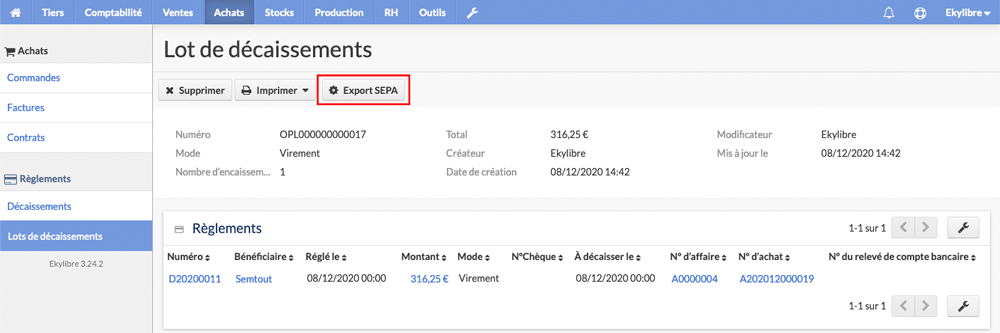 Tiers Comptabilité Ventes Achats Stocks Production RH Outils Ekylibre
Achats
Commandes
Factures
Contrats
Règlements
Décaissements
Lots de décaissements
Ekylibre 3.24.2
Lot de décaissements
Supprimer Imprimer Export SEPA
Numéro OPL000000000017 Total 316,25 € Modificateur Ekylibre
Mode Virement Créateur Ekylibre Mis à jour le 08/12/2020 14:42
Nombre d'encaissem... 1 Date de création 08/12/2020 14:42
Règlements 1-1 sur 1
Numéro Bénéficiaire Réglé le Montant Mode N°Chèque À décaisser le N° d'affaire N° d'achat N° du relevé de compte bancaire
D20200011 Semtout 08/12/2020 00:00 316,25 € Virement 08/12/2020 00:00 A0000004 A202012000019
1-1 sur 1